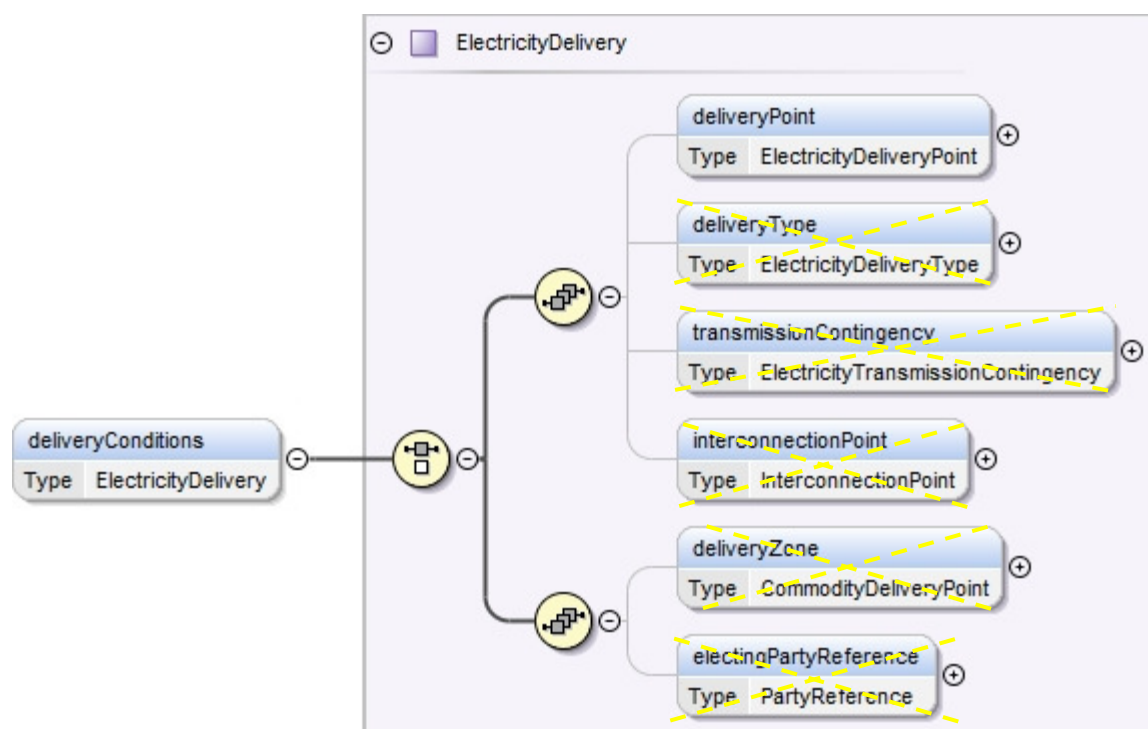 ElectricityDelivery
deliveryPoint
Type ElectricityDeliveryPoint
deliveryType
Type ElectricityDeliveryType
transmissionContingency
Type ElectricityTransmissionContingency
deliveryConditions
Type ElectricityDelivery
interconnectionPoint
Type InterconnectionPoint
deliveryZone
Type CommodityDeliveryPoint
electingPartyReference
Type PartyReference